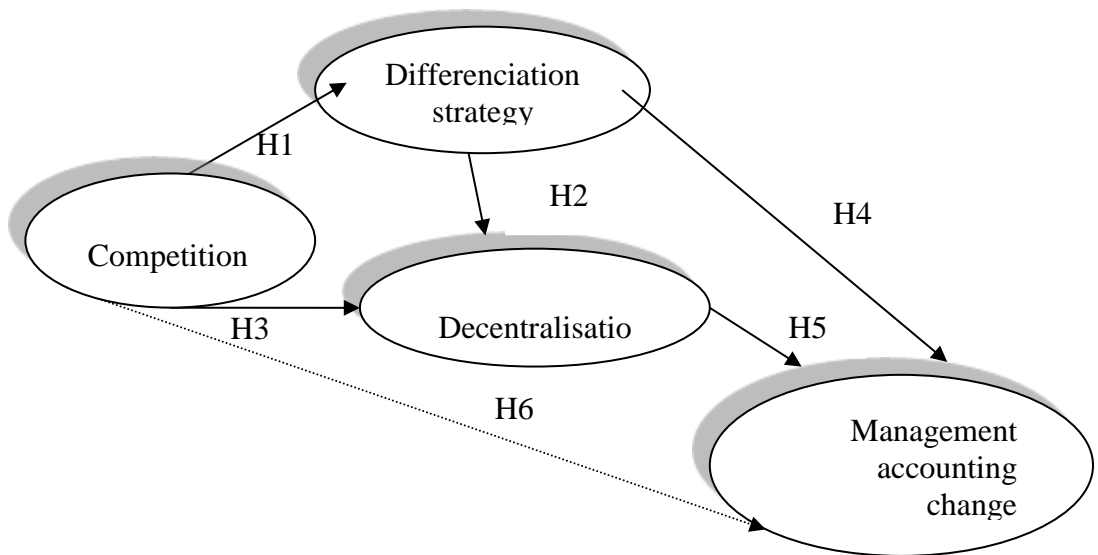 Differenciation
strategy
H1
H2
H4
Competition
H3
Decentralisatio
H5
H6
Management
accounting
change